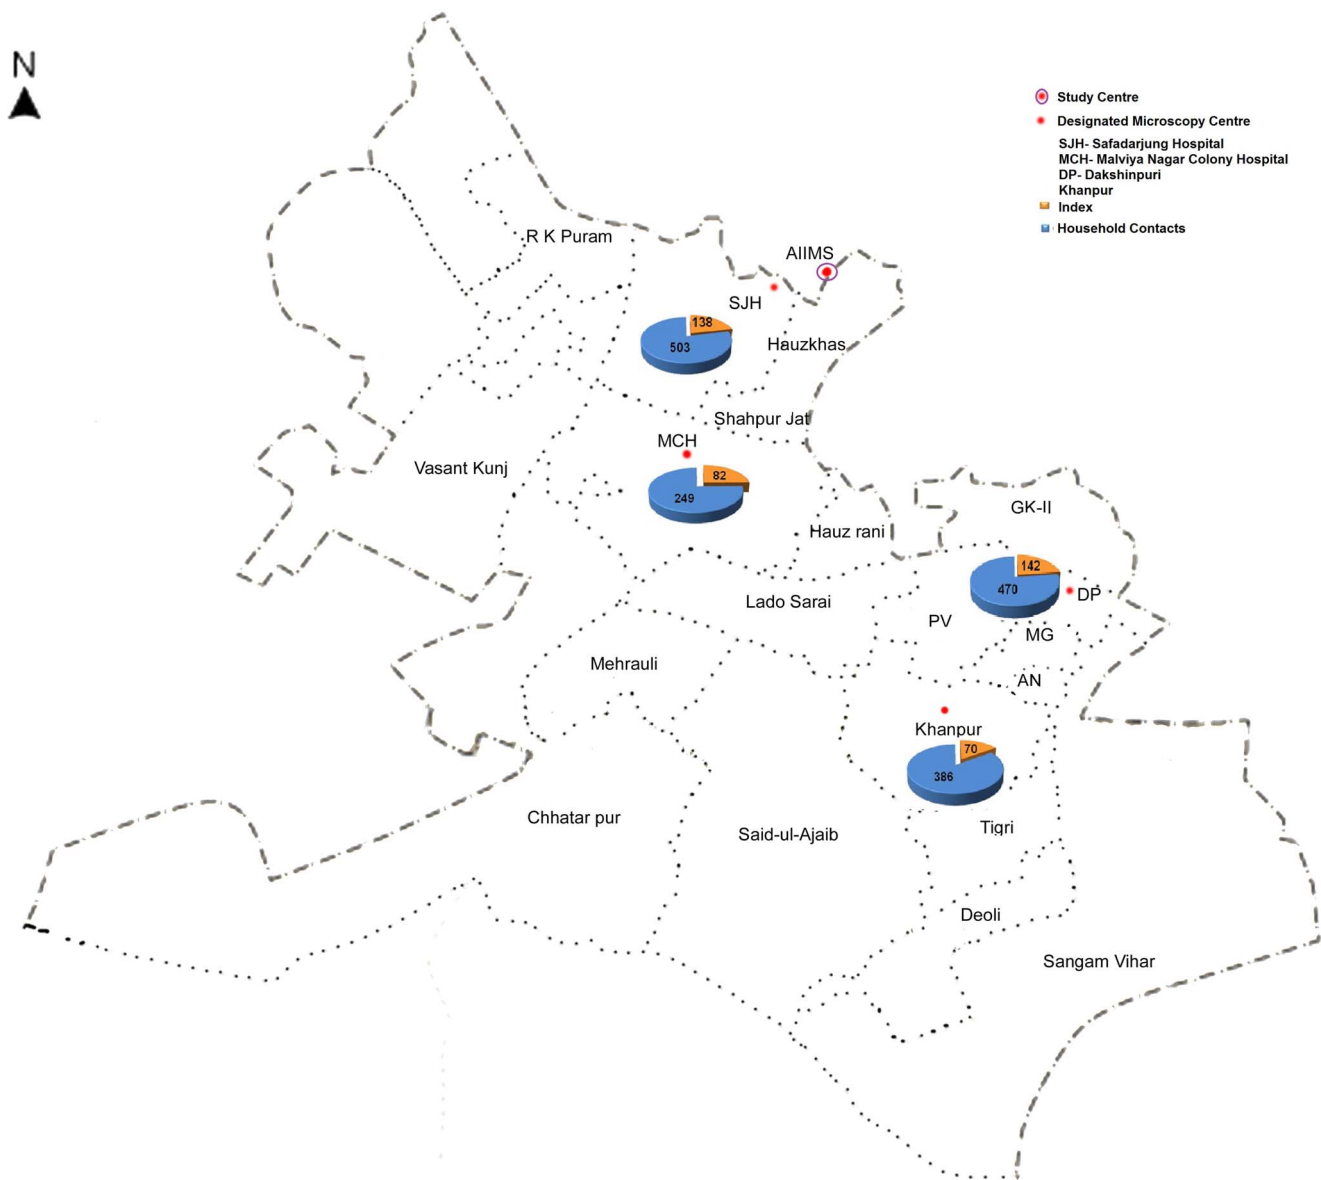 N
Study Centre
Designated Microscopy Centre
SJH- Safadarjung Hospital
MCH- Malviya Nagar Colony Hospital
DP- Dakshinpuri
Khanpur
Index
Household Contacts
R K Puram
AIIMS
SJH
138
503
Hauzkhas
Shahpur Jat
MCH
Vasant Kunj
82
249
GK-II
Hauz rani
142
470
DP
Lado Sarai
PV
MG
Mehrauli
AN
Khanpur
70
386
Chhatar pur
Tigri
Said-ul-Ajaib
Deoli
Sangam Vihar